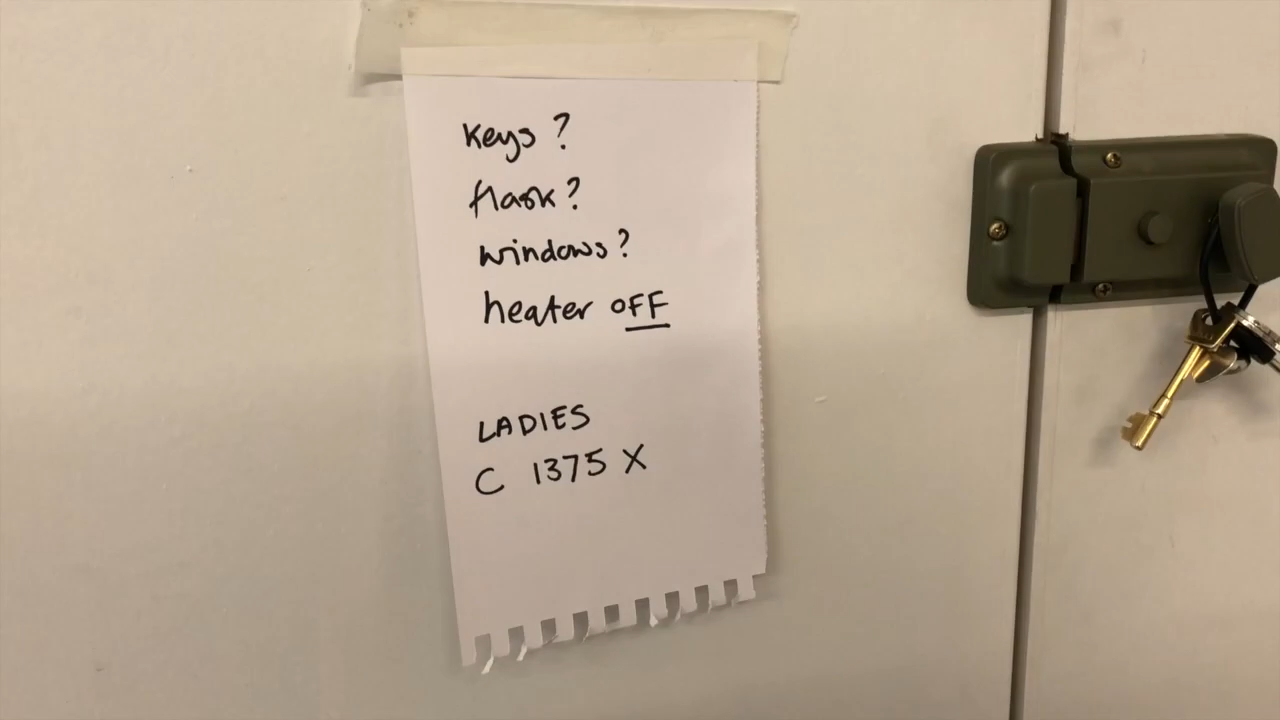 keys ?
flask?
windows?
heater OFF
LADIES
C 1375 X